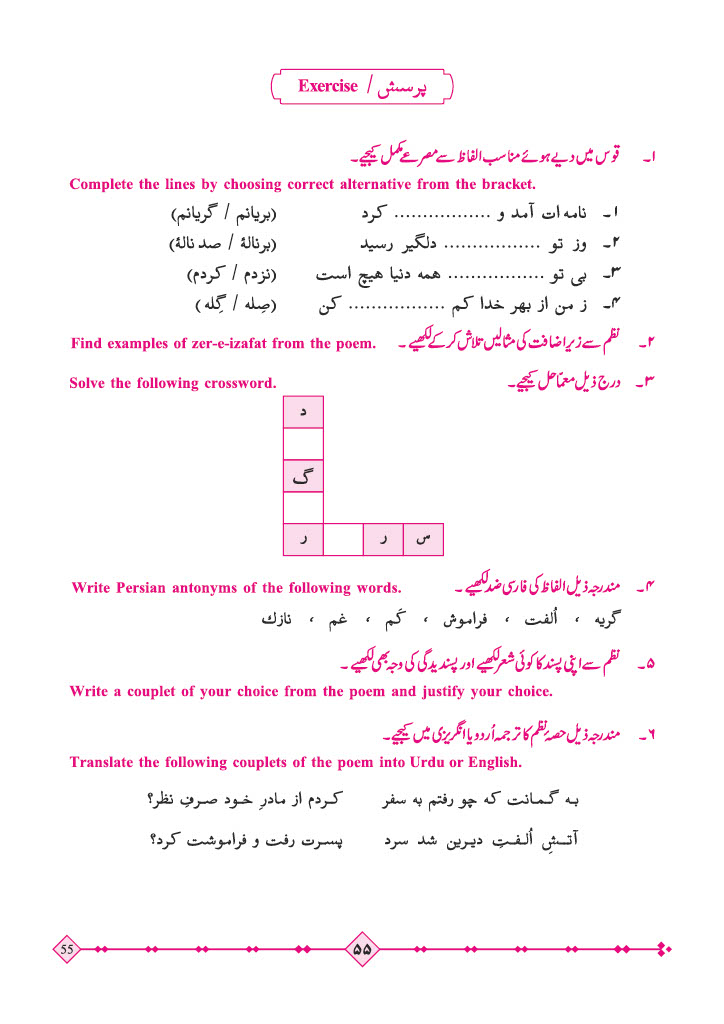 Exercise / پرسش
۱۔ قوس میں دیے ہوئے مناسب الفاظ سے مصرعے مکمل کیجیے۔
Complete the lines by choosing correct alternative from the bracket.
۱۔ نامه‌ات آمد و ................. کرد (بریانم / گریانم)
۲۔ وز تو ................. دلگیر رسید (برنالهٔ / صد نالهٔ)
۳۔ بی تو ................. همه دنیا هیچ است (نزدم / کردم)
۴۔ ز من از بهر خدا کم ................. کن (صِله / گِله)
۲۔ نظم سے زیرِ اضافت کی مثالیں تلاش کر کے لکھیے۔ Find examples of zer-e-izafat from the poem.
۳۔ درج ذیل معمّا حل کیجیے۔ Solve the following crossword.
د
گ
س ر ر
۴۔ مندرجہ ذیل الفاظ کی فارسی ضد لکھیے۔ Write Persian antonyms of the following words.
گریه ، اُلفت ، فراموش ، کَم ، غم ، نازك
۵۔ نظم سے اپنی پسند کا کوئی شعر لکھیے اور پسندیدگی کی وجہ بھی لکھیے۔
Write a couplet of your choice from the poem and justify your choice.
۶۔ مندرجہ ذیل حصۂ نظم کا ترجمہ اُردو یا انگریزی میں کیجیے۔
Translate the following couplets of the poem into Urdu or English.
به گمانت که چو رفتم به سفر کردم از مادرِ خود صرفِ نظر؟
آتشِ اُلفتِ دیرین شد سرد پسرت رفت و فراموشت کرد؟
55 ۵۵